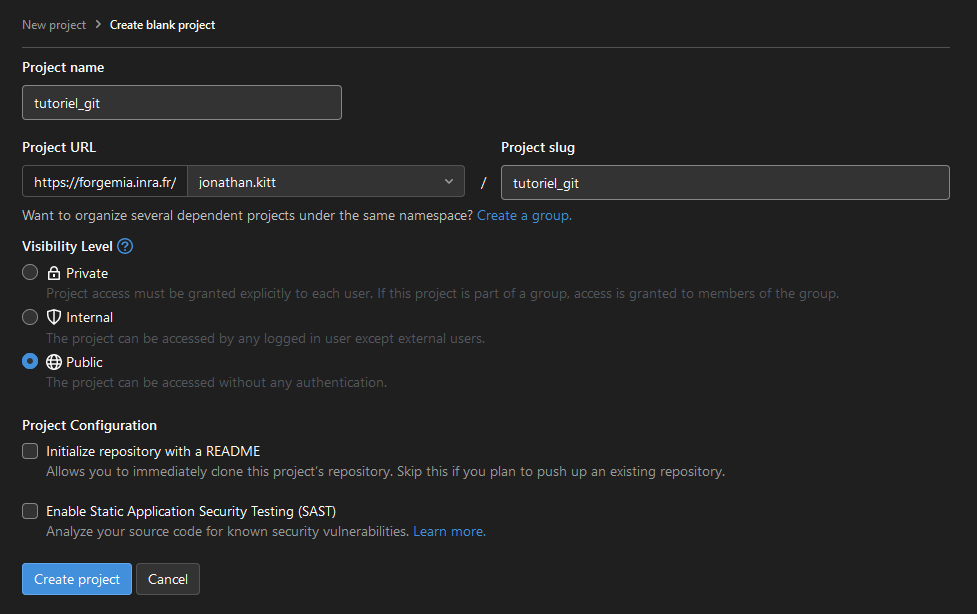 New project > Create blank project
Project name
tutoriel_git
Project URL
Project slug
https://forgemia.inra.fr/ jonathan.kitt / tutoriel_git
Want to organize several dependent projects under the same namespace? Create a group.
Visibility Level ?
Private
Project access must be granted explicitly to each user. If this project is part of a group, access is granted to members of the group.
Internal
The project can be accessed by any logged in user except external users.
Public
The project can be accessed without any authentication.
Project Configuration
Initialize repository with a README
Allows you to immediately clone this project's repository. Skip this if you plan to push up an existing repository.
Enable Static Application Security Testing (SAST)
Analyze your source code for known security vulnerabilities. Learn more.
Create project Cancel